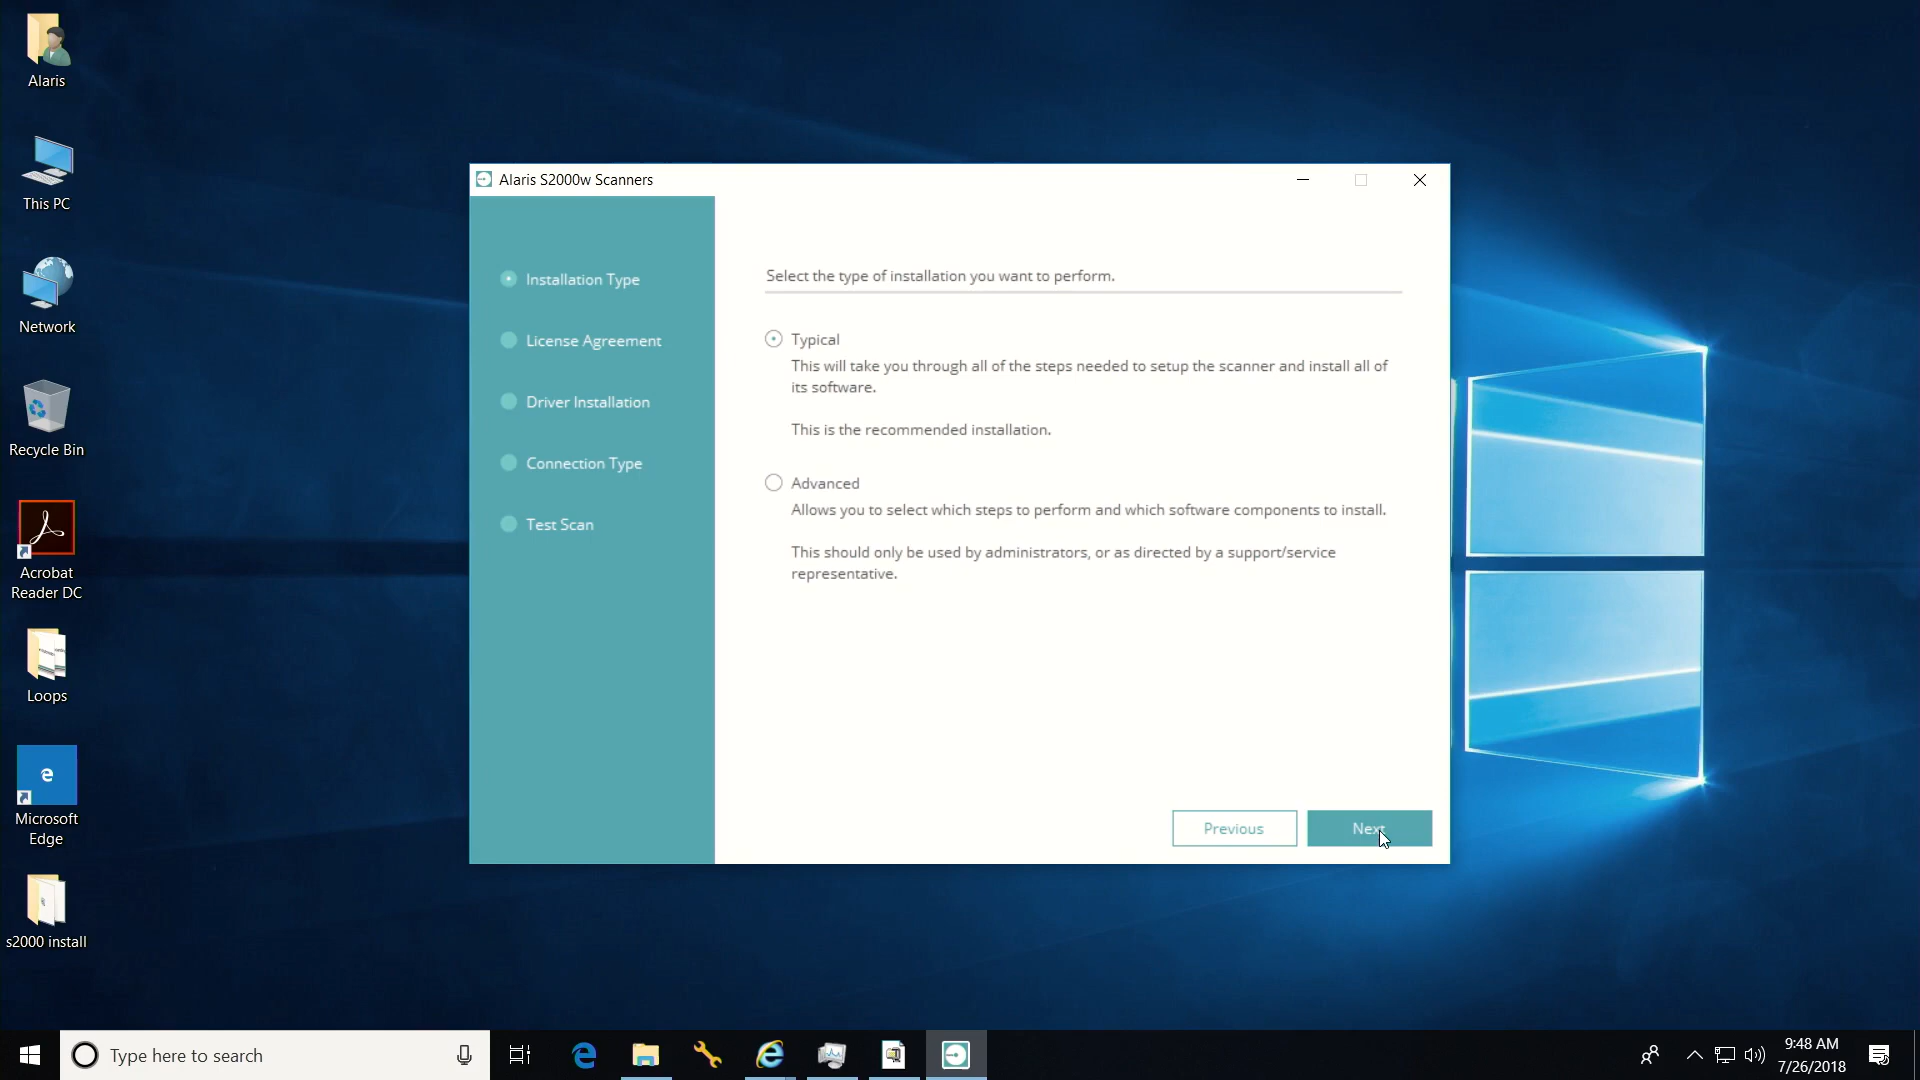 Alaris
This PC
Network
Recycle Bin
Acrobat
Reader DC
Loops
Microsoft
Edge
s2000 install
Alaris S2000w Scanners
Installation Type
License Agreement
Driver Installation
Connection Type
Test Scan
Select the type of installation you want to perform.
Typical
This will take you through all of the steps needed to setup the scanner and install all of
its software.
This is the recommended installation.
Advanced
Allows you to select which steps to perform and which software components to install.
This should only be used by administrators, or as directed by a support/service
representative.
Previous
Next
Type here to search
9:48 AM
7/26/2018